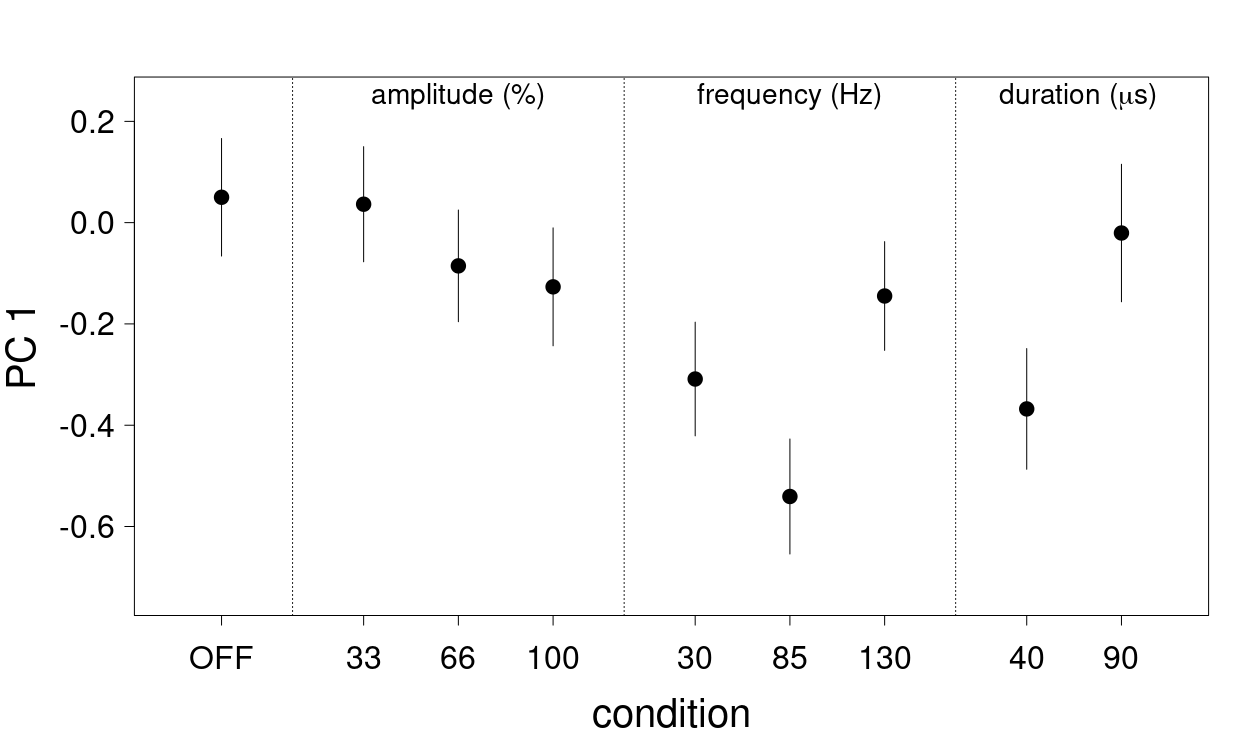 amplitude (%) frequency (Hz) duration (μs)
0.2
0.0
-0.2
-0.4
-0.6
PC 1
OFF 33 66 100 30 85 130 40 90
condition